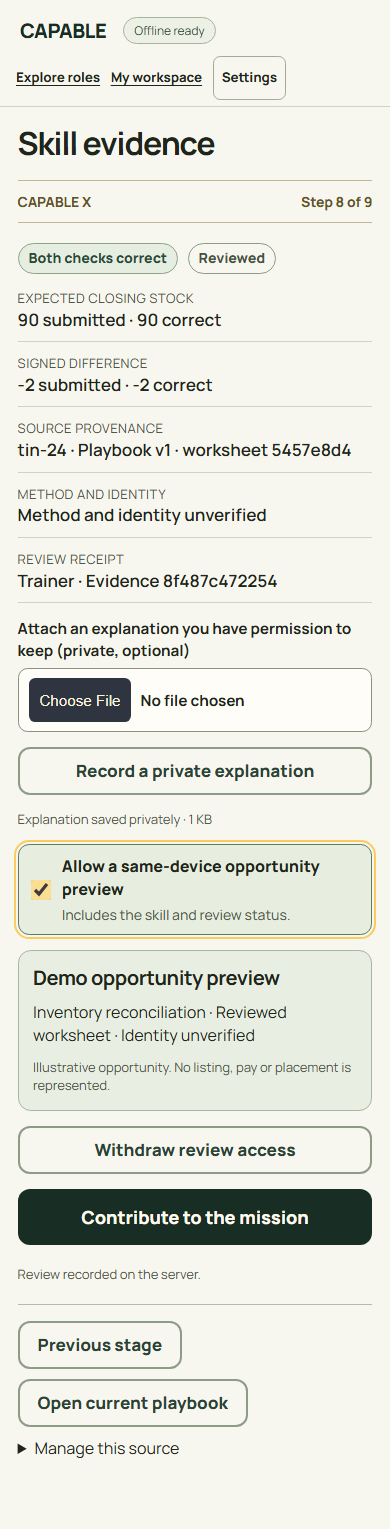 CAPABLE
Offline ready
Explore roles
My workspace
Settings
Skill evidence
CAPABLE X
Step 8 of 9
Both checks correct
Reviewed
EXPECTED CLOSING STOCK
90 submitted · 90 correct
SIGNED DIFFERENCE
-2 submitted · -2 correct
SOURCE PROVENANCE
tin-24 · Playbook v1 · worksheet 5457e8d4
METHOD AND IDENTITY
Method and identity unverified
REVIEW RECEIPT
Trainer · Evidence 8f487c472254
Attach an explanation you have permission to
keep (private, optional)
Choose File
No file chosen
Record a private explanation
Explanation saved privately · 1 KB
Allow a same-device opportunity
preview
Includes the skill and review status.
Demo opportunity preview
Inventory reconciliation · Reviewed
worksheet · Identity unverified
Illustrative opportunity. No listing, pay or placement is
represented.
Withdraw review access
Contribute to the mission
Review recorded on the server.
Previous stage
Open current playbook
Manage this source